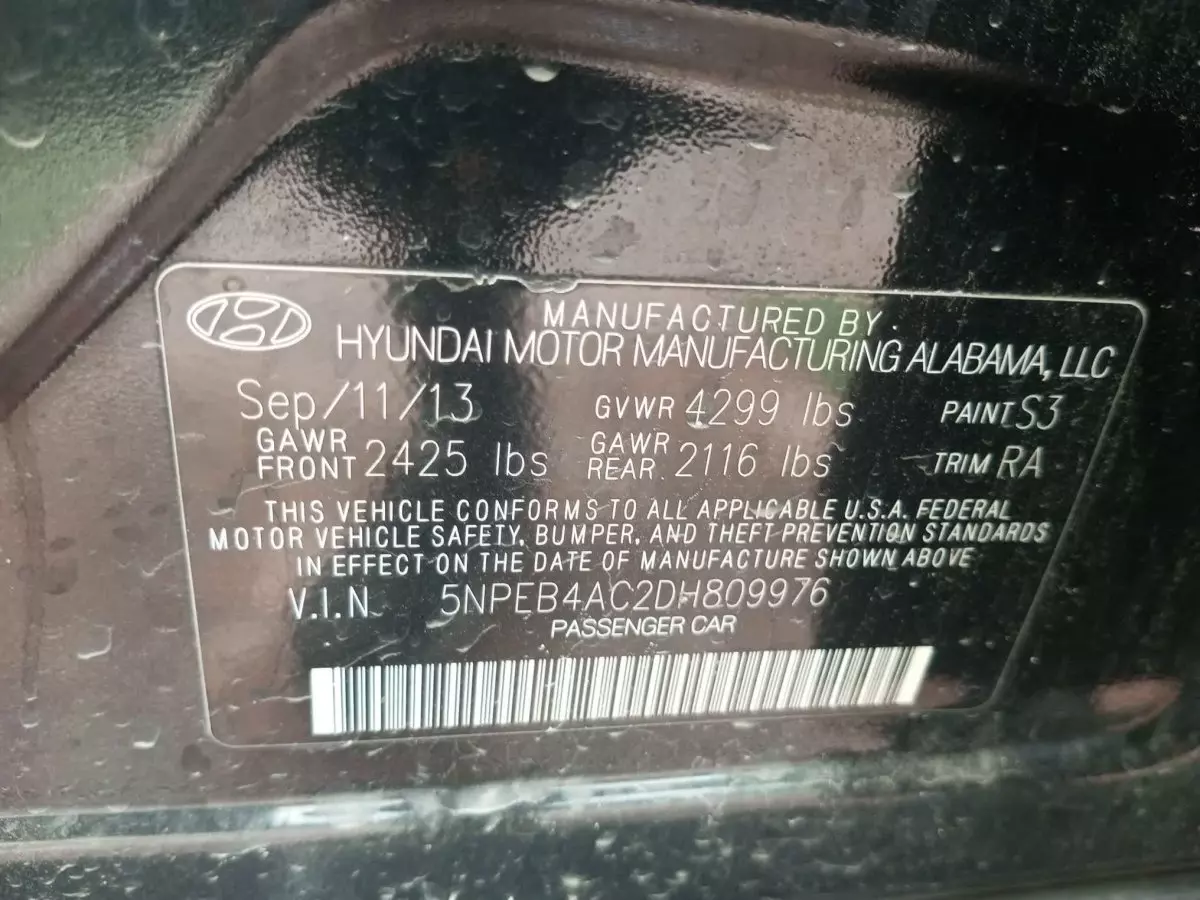 MANUFACTURED BY
HYUNDAI MOTOR MANUFACTURING ALABAMA, LLC
Sep/11/13 GVWR 4299 lbs PAINT S3
GAWR FRONT 2425 lbs GAWR REAR 2116 lbs TRIM RA
THIS VEHICLE CONFORMS TO ALL APPLICABLE U.S.A. FEDERAL
MOTOR VEHICLE SAFETY, BUMPER, AND THEFT PREVENTION STANDARDS
IN EFFECT ON THE DATE OF MANUFACTURE SHOWN ABOVE
V.I.N. 5NPEB4AC2DH809976
PASSENGER CAR